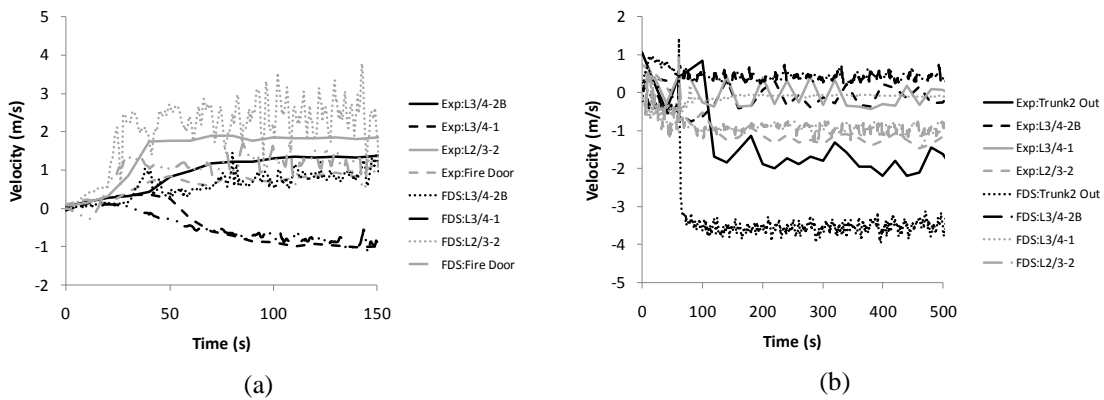 5
4
3
2
1
0
-1
-2
Velocity (m/s)
0 50 100 150
Time (s)
Exp:L3/4-2B
Exp:L3/4-1
Exp:L2/3-2
Exp:Fire Door
FDS:L3/4-2B
FDS:L3/4-1
FDS:L2/3-2
FDS:Fire Door
(a)
2
1
0
-1
-2
-3
-4
-5
Velocity (m/s)
0 100 200 300 400 500
Time (s)
Exp:Trunk2 Out
Exp:L3/4-2B
Exp:L3/4-1
Exp:L2/3-2
FDS:Trunk2 Out
FDS:L3/4-2B
FDS:L3/4-1
FDS:L2/3-2
(b)